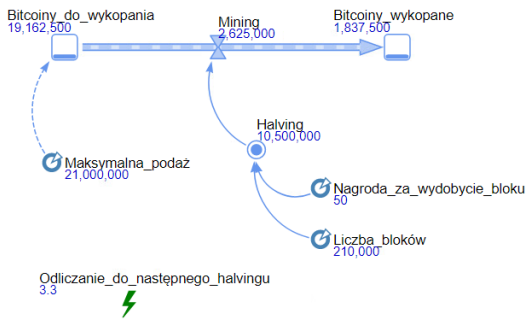 Bitcoiny_do_wykopania
19,162,500
Mining
2,625,000
Bitcoiny_wykopane
1,837,500
Halving
10,500,000
Maksymalna_podaż
21,000,000
Nagroda_za_wydobycie_bloku
50
Liczba_bloków
210,000
Odliczanie_do_następnego_halvingu
3.3